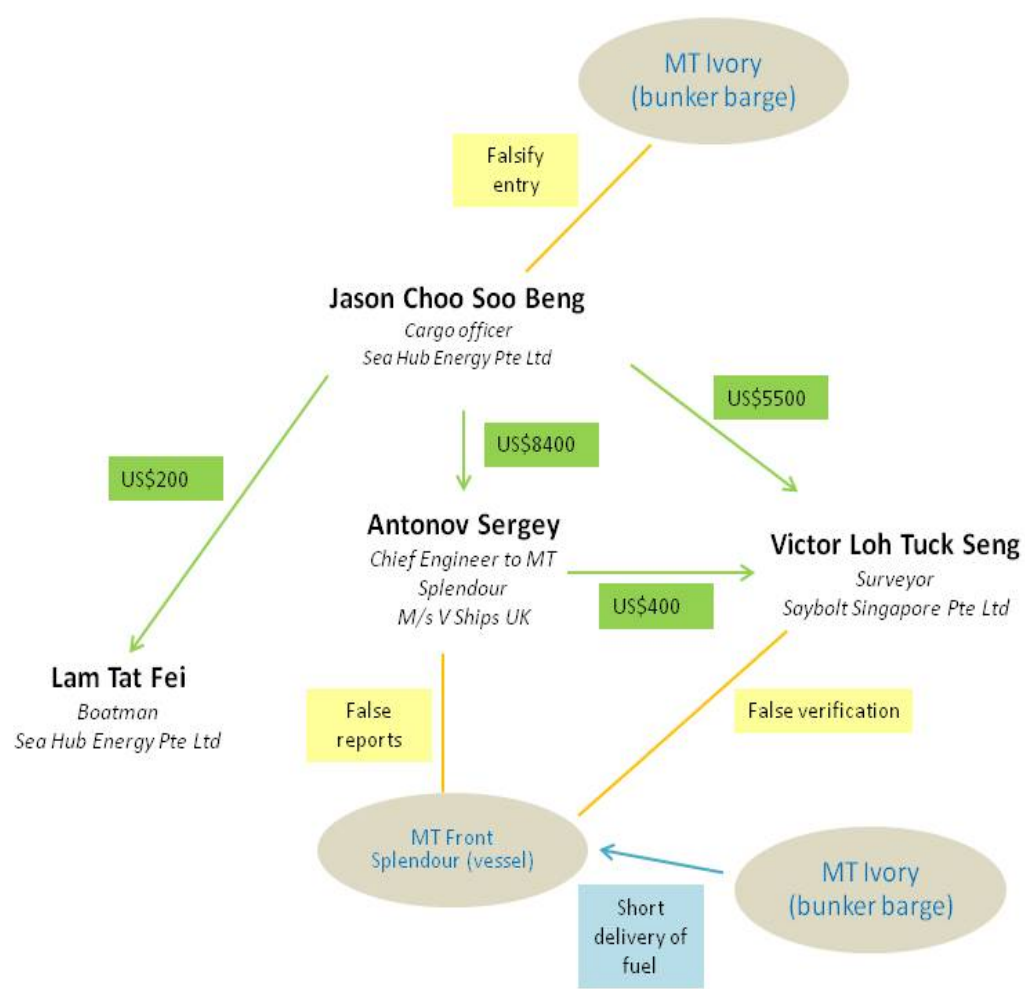 MT Ivory
(bunker barge)
Falsify
entry
Jason Choo Soo Beng
Cargo officer
Sea Hub Energy Pte Ltd
US$5500
US$8400
US$200
Antonov Sergey
Chief Engineer to MT
Splendour
M/s V Ships UK
Victor Loh Tuck Seng
Surveyor
Saybolt Singapore Pte Ltd
US$400
Lam Tat Fei
Boatman
Sea Hub Energy Pte Ltd
False
reports
False verification
MT Front
Splendour (vessel)
MT Ivory
(bunker barge)
Short
delivery of
fuel